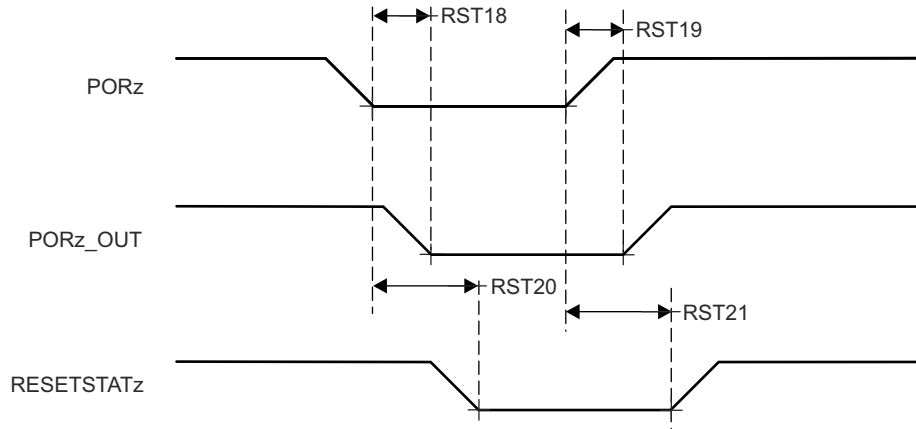 RST18
RST19
PORz
PORz_OUT
RST20
RST21
RESETSTATz